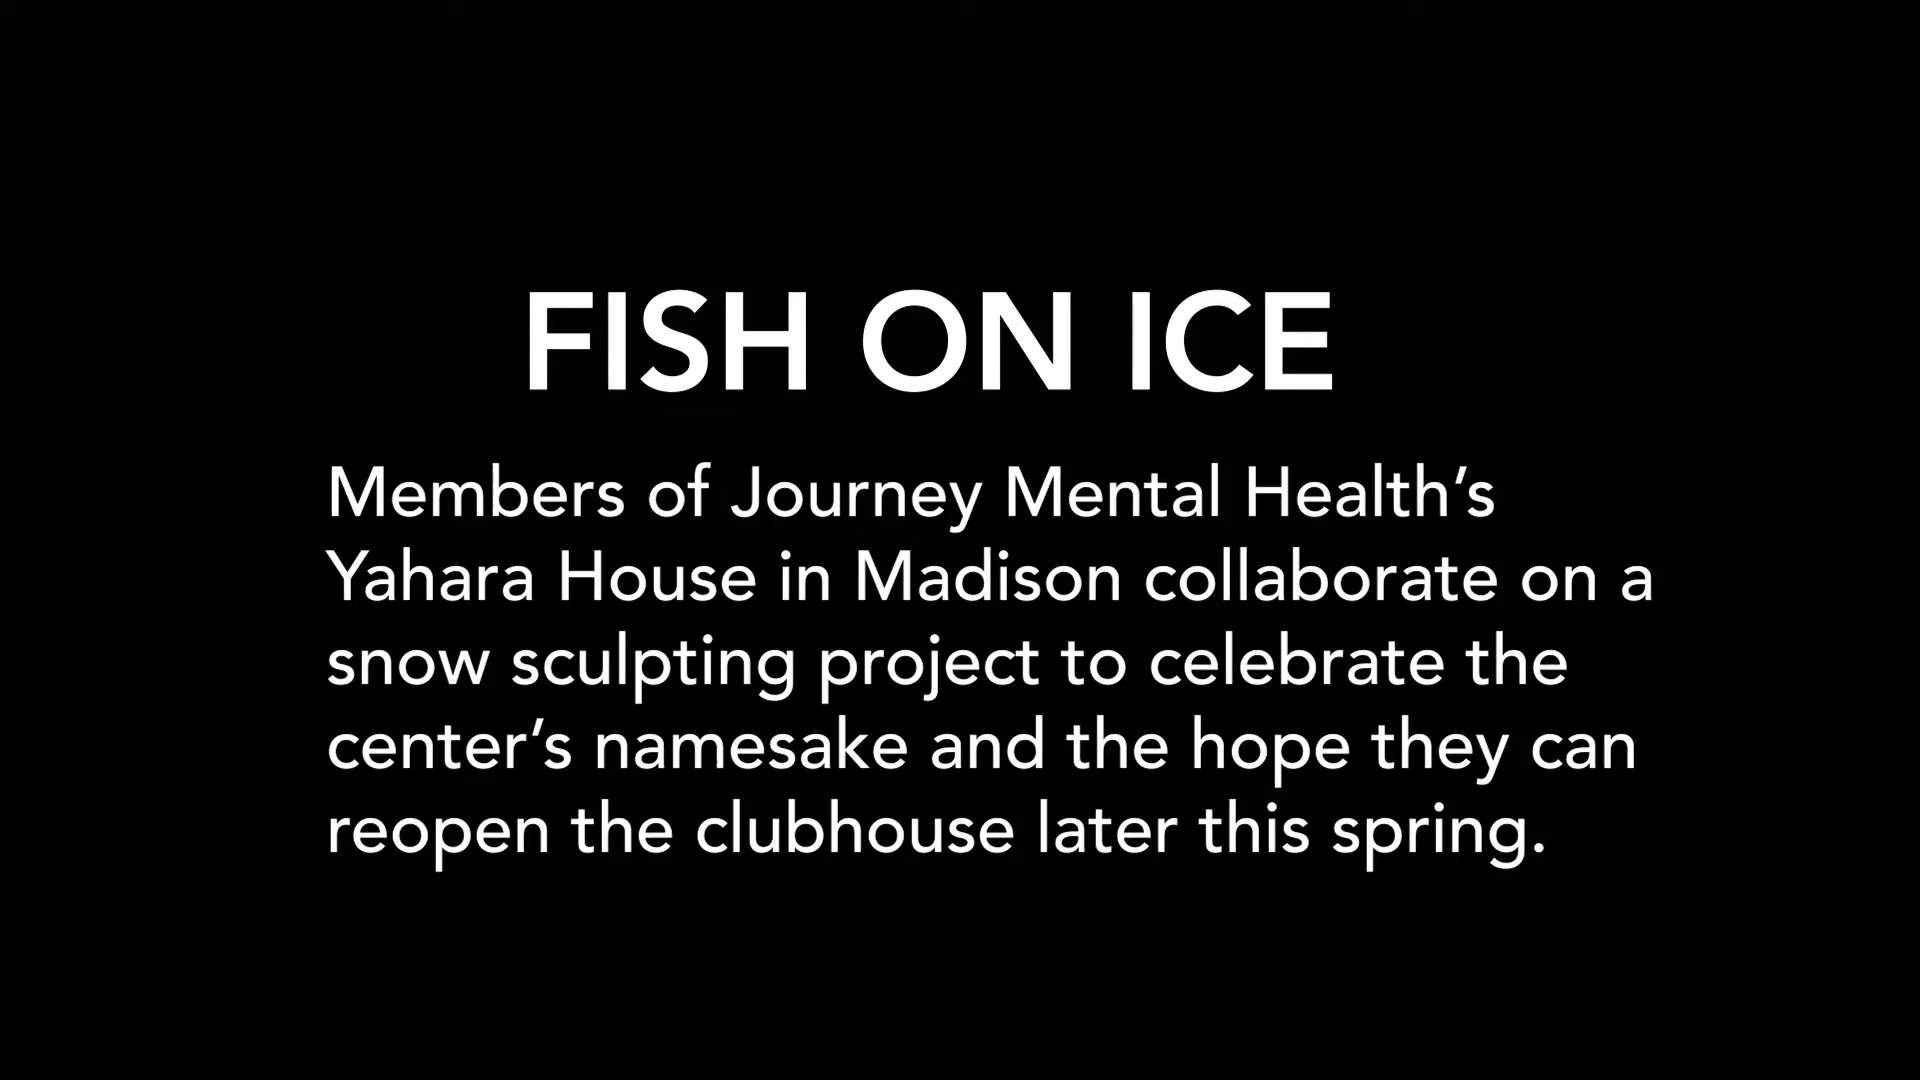 FISH ON ICE
Members of Journey Mental Health’s
Yahara House in Madison collaborate on a
snow sculpting project to celebrate the
center’s namesake and the hope they can
reopen the clubhouse later this spring.